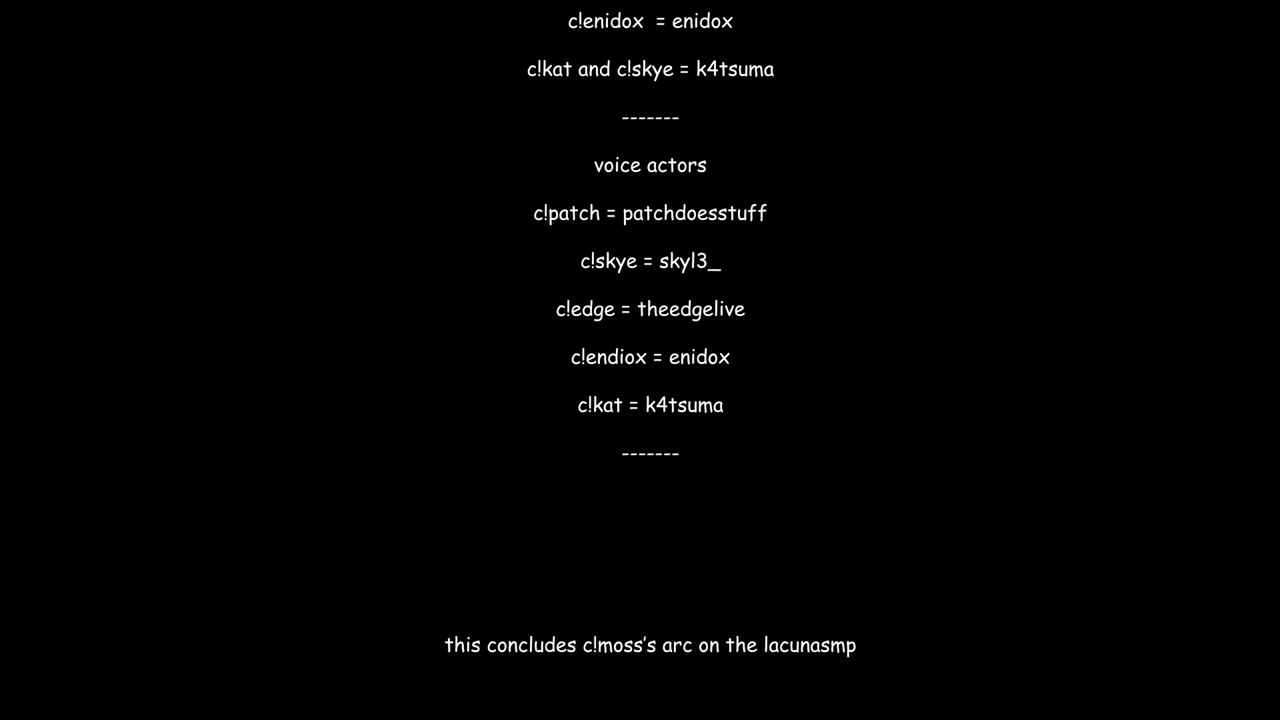 c!enidox  = enidox
c!kat and c!skye = k4tsuma
-------
voice actors
c!patch = patchdoesstuff
c!skye = skyl3_
c!edge = theedgelive
c!endiox = enidox
c!kat = k4tsuma
-------
this concludes c!moss's arc on the lacunasmp